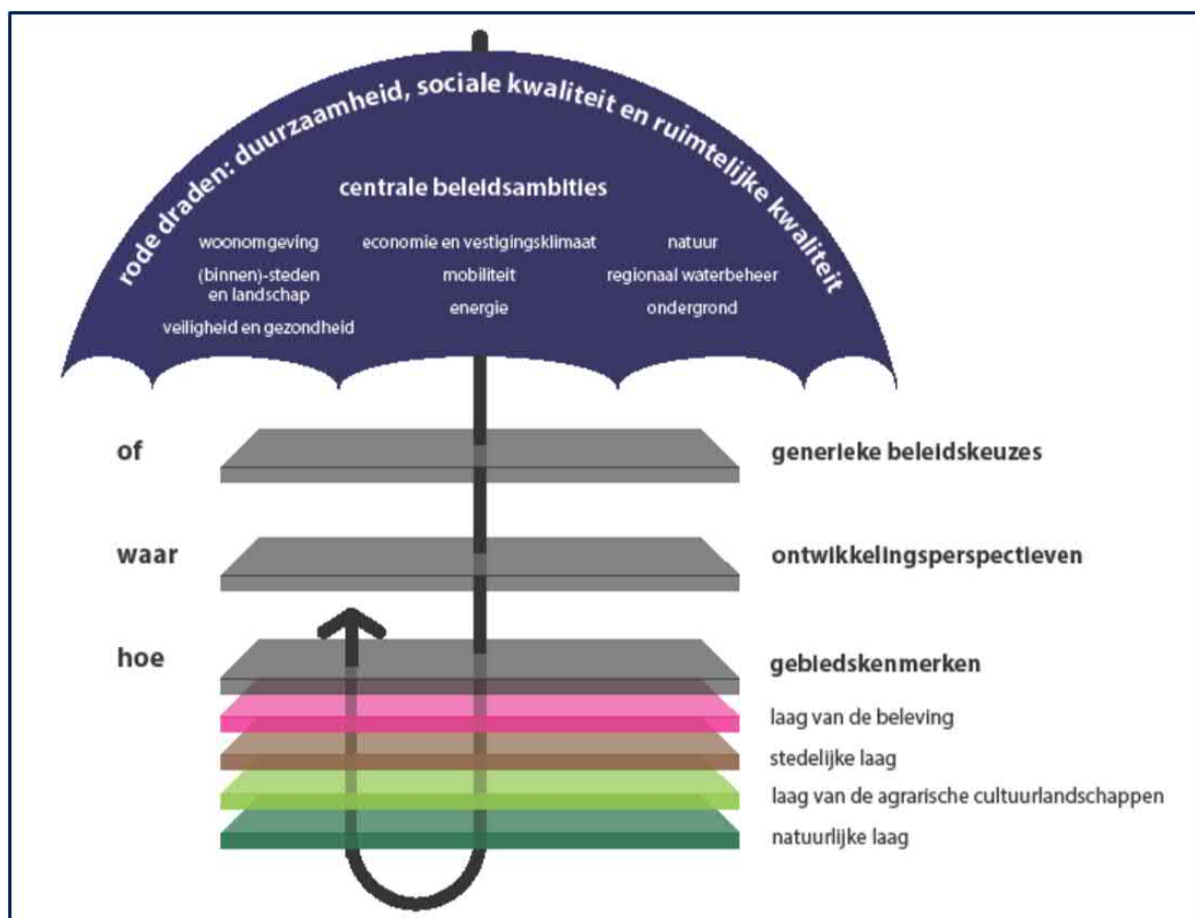 rode draden: duurzaamheid, sociale kwaliteit en ruimtelijke kwaliteit
centrale beleidsambities
woonomgeving
(binnen)-steden
en landschap
veiligheid en gezondheid
economie en vestigingsklimaat
mobiliteit
energie
natuur
regionaal waterbeheer
ondergrond
of
generieke beleidskeuzes
waar
ontwikkelingsperspectieven
hoe
gebiedskenmerken
laag van de beleving
stedelijke laag
laag van de agrarische cultuurlandschappen
natuurlijke laag